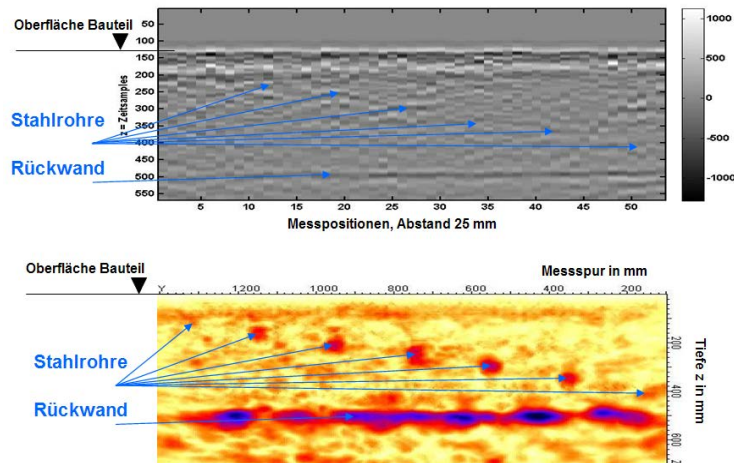 Oberfläche Bauteil
0
50
100
150
200
250
300
350
400
450
500
550
z = Zeitsamples
Stahlrohre
Rückwand
5 10 15 20 25 30 35 40 45 50
Messpositionen, Abstand 25 mm
1000
500
0
-500
-1000
Oberfläche Bauteil
Messspur in mm
Y 1200 1000 800 600 400 200
Stahlrohre
Rückwand
200
400
600
Tiefe z in mm